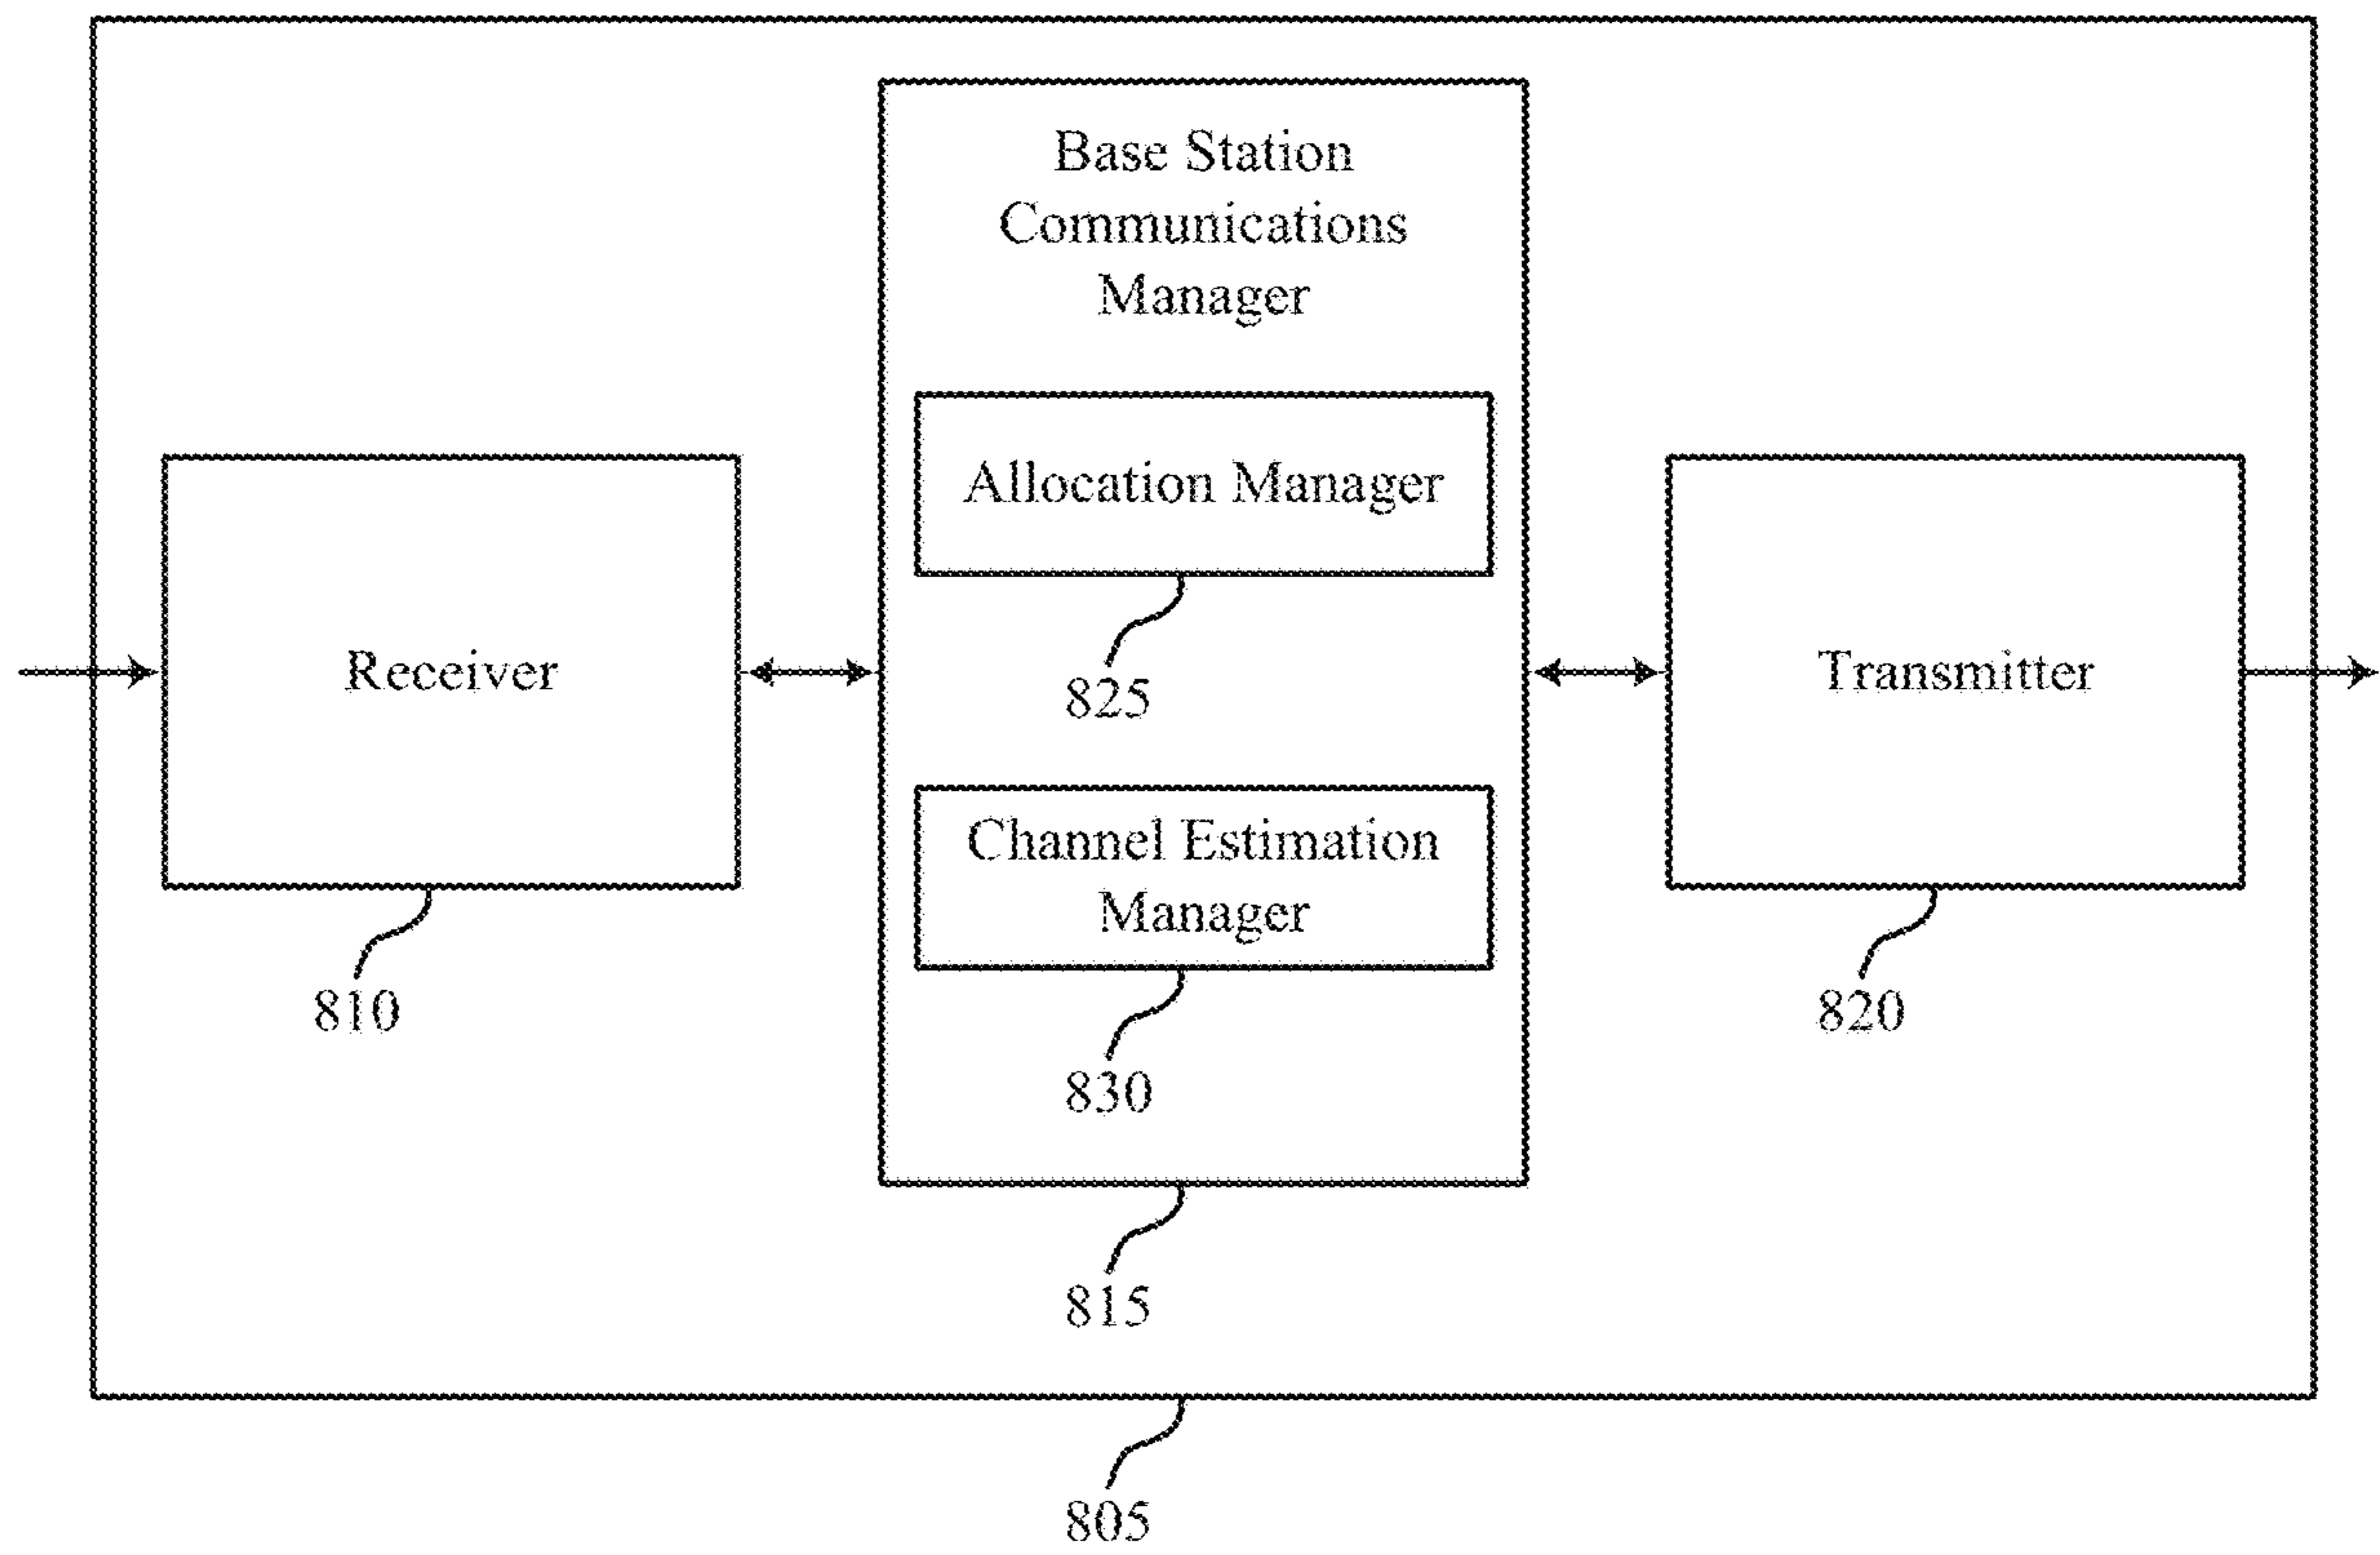 Base Station
Communications
Manager
Allocation Manager
825
Receiver
810
Transmitter
820
Channel Estimation
Manager
830
815
805